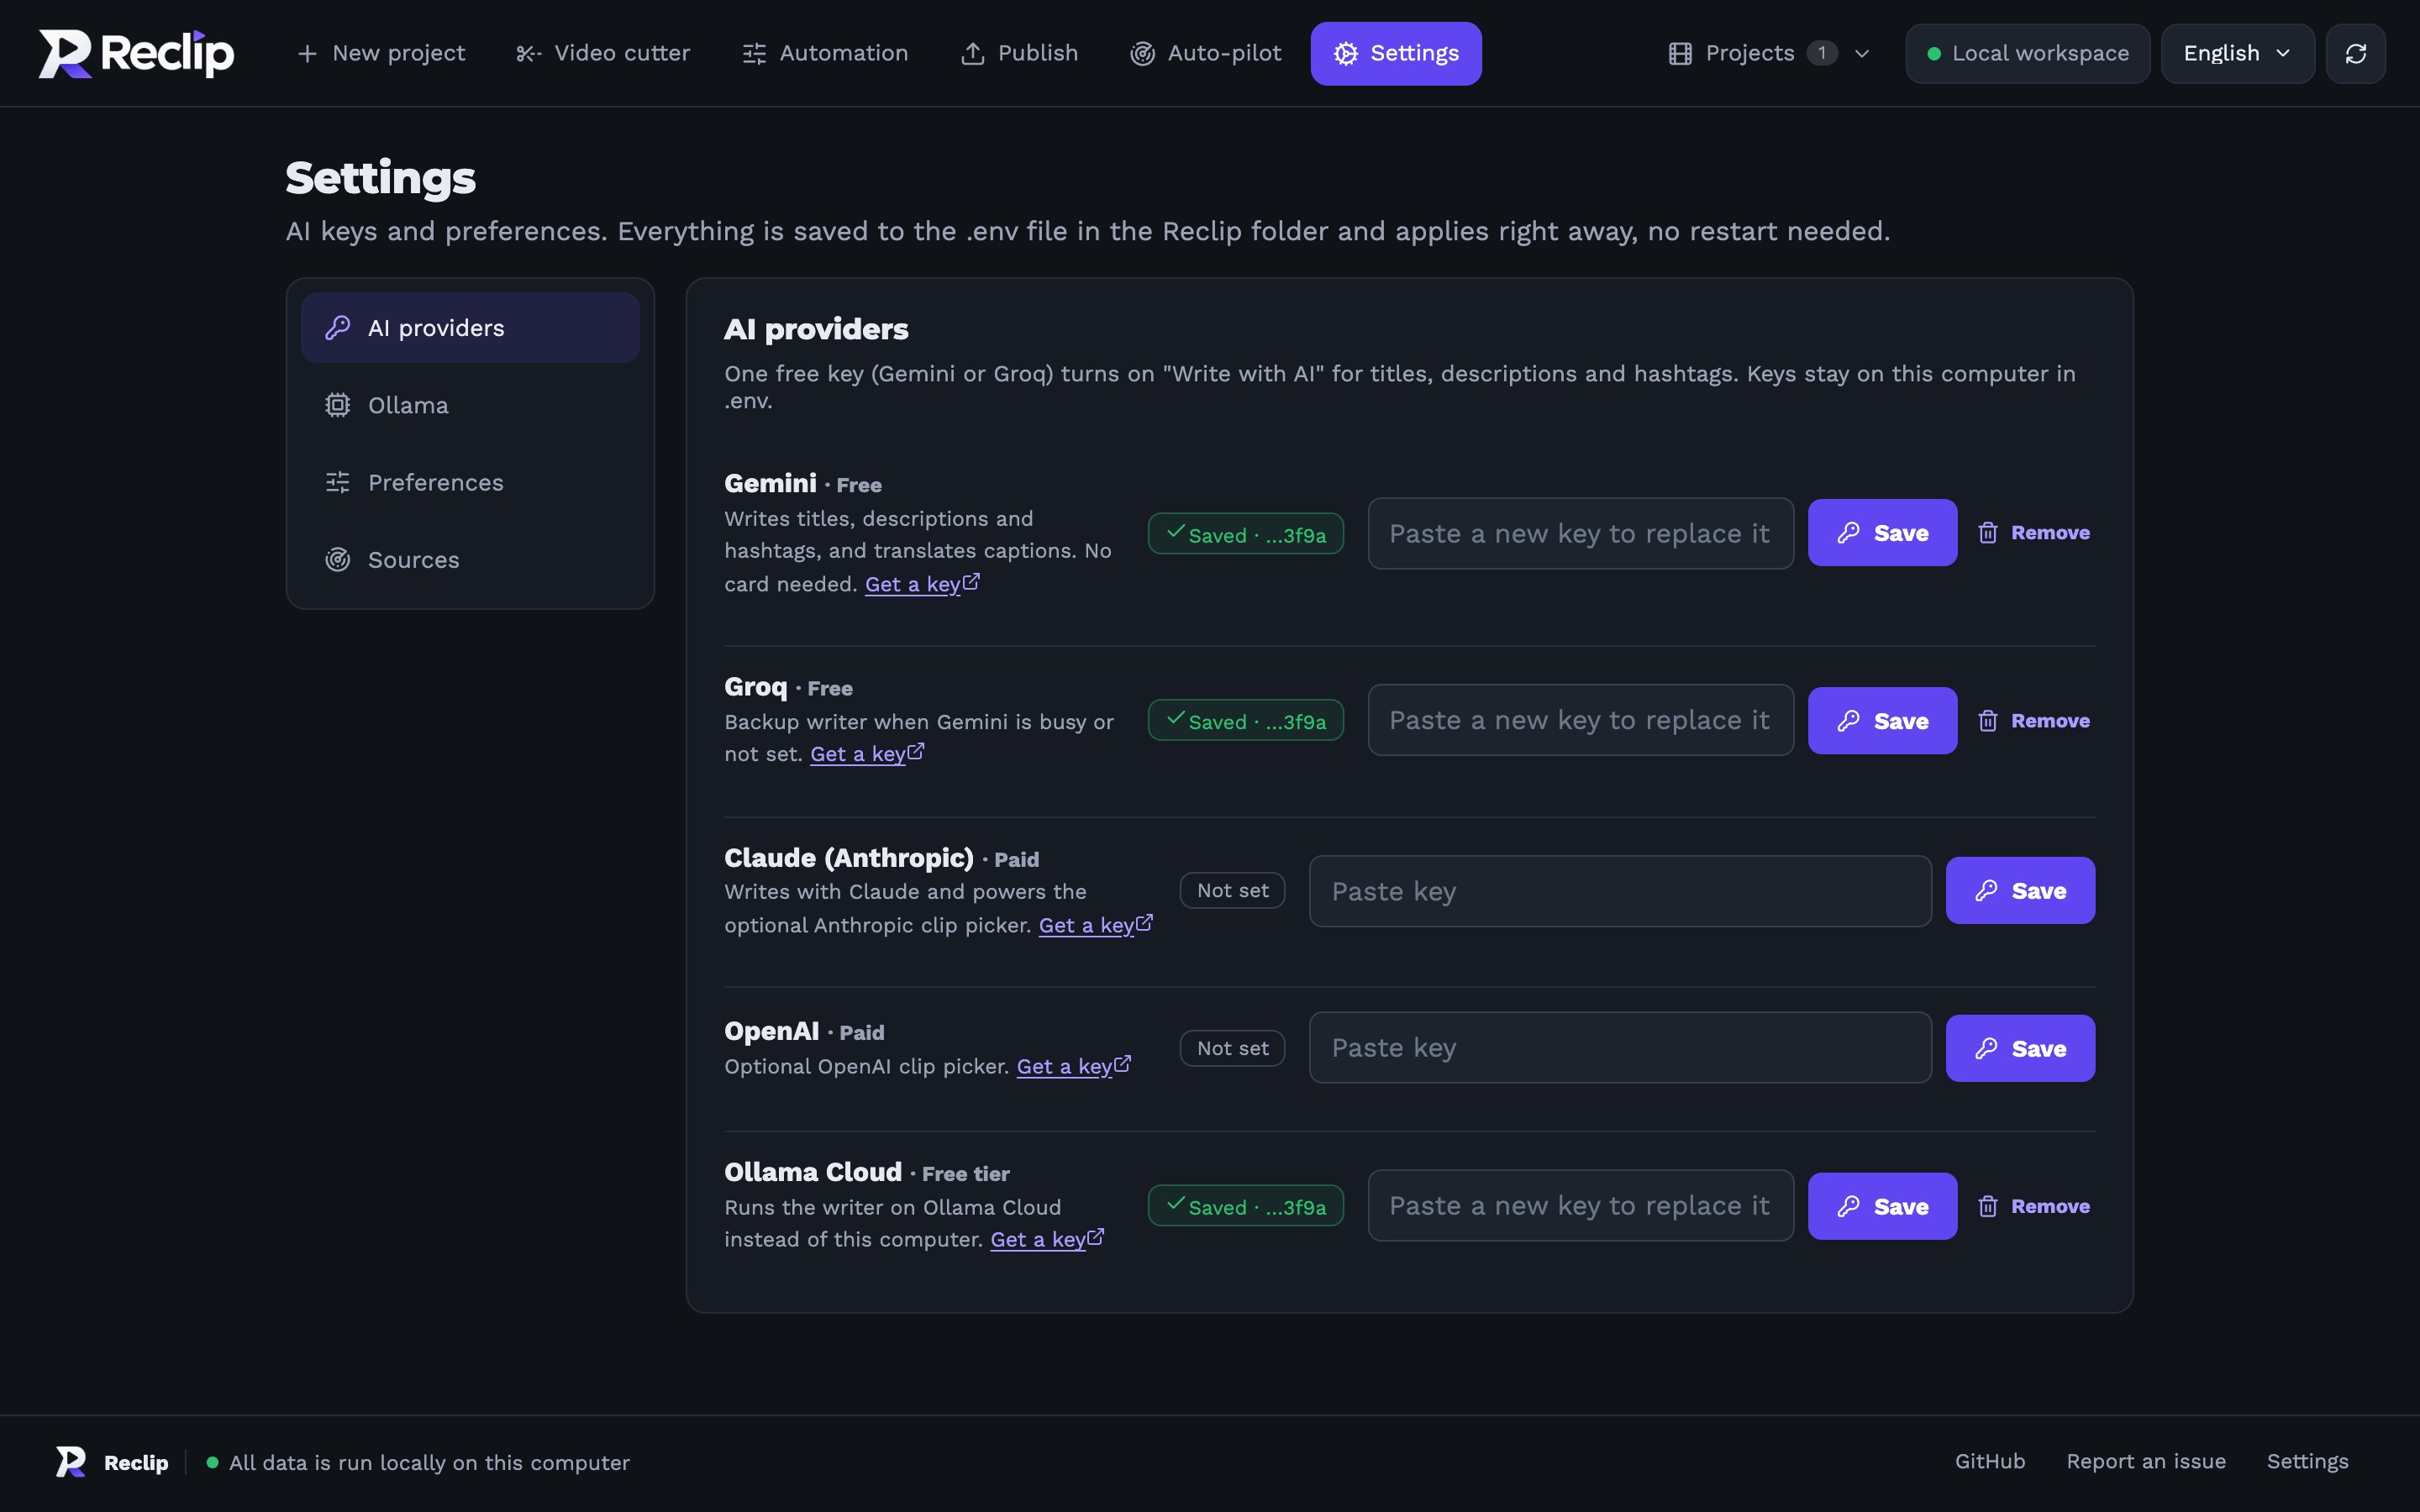 Reclip
New project
Video cutter
Automation
Publish
Auto-pilot
Settings
Projects 1
Local workspace
English
Settings
AI keys and preferences. Everything is saved to the .env file in the Reclip folder and applies right away, no restart needed.
AI providers
Ollama
Preferences
Sources
AI providers
One free key (Gemini or Groq) turns on "Write with AI" for titles, descriptions and hashtags. Keys stay on this computer in
.env.
Gemini · Free
Writes titles, descriptions and
hashtags, and translates captions. No
card needed. Get a key
Saved · …3f9a
Paste a new key to replace it
Save
Remove
Groq · Free
Backup writer when Gemini is busy or
not set. Get a key
Saved · …3f9a
Paste a new key to replace it
Save
Remove
Claude (Anthropic) · Paid
Writes with Claude and powers the
optional Anthropic clip picker. Get a key
Not set
Paste key
Save
OpenAI · Paid
Optional OpenAI clip picker. Get a key
Not set
Paste key
Save
Ollama Cloud · Free tier
Runs the writer on Ollama Cloud
instead of this computer. Get a key
Saved · …3f9a
Paste a new key to replace it
Save
Remove
Reclip
All data is run locally on this computer
GitHub
Report an issue
Settings